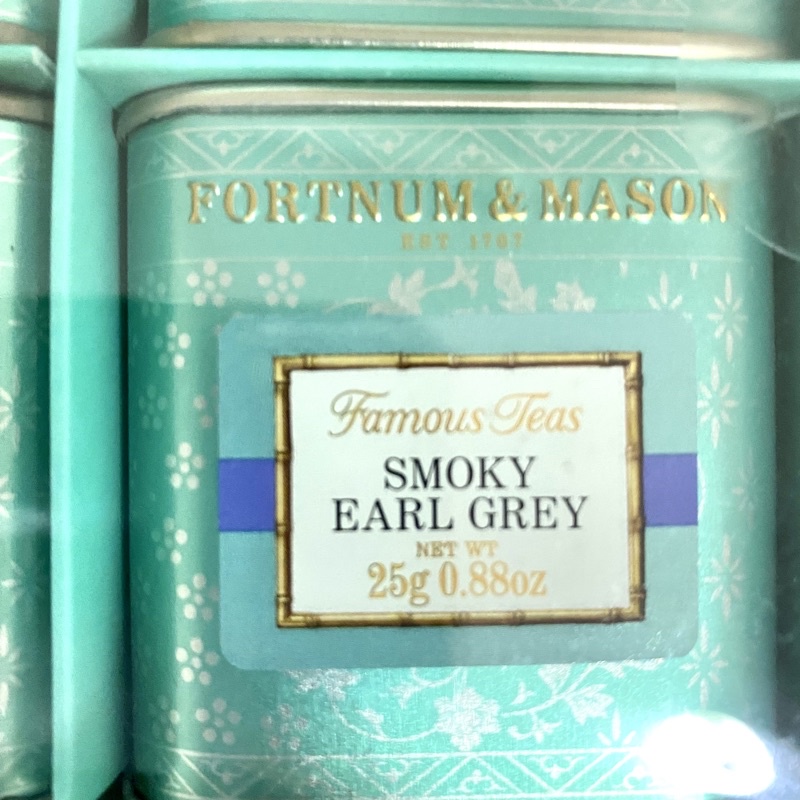 FORTNUM & MASON
EST 1707
Famous Teas
SMOKY
EARL GREY
NET WT
25g 0.88oz